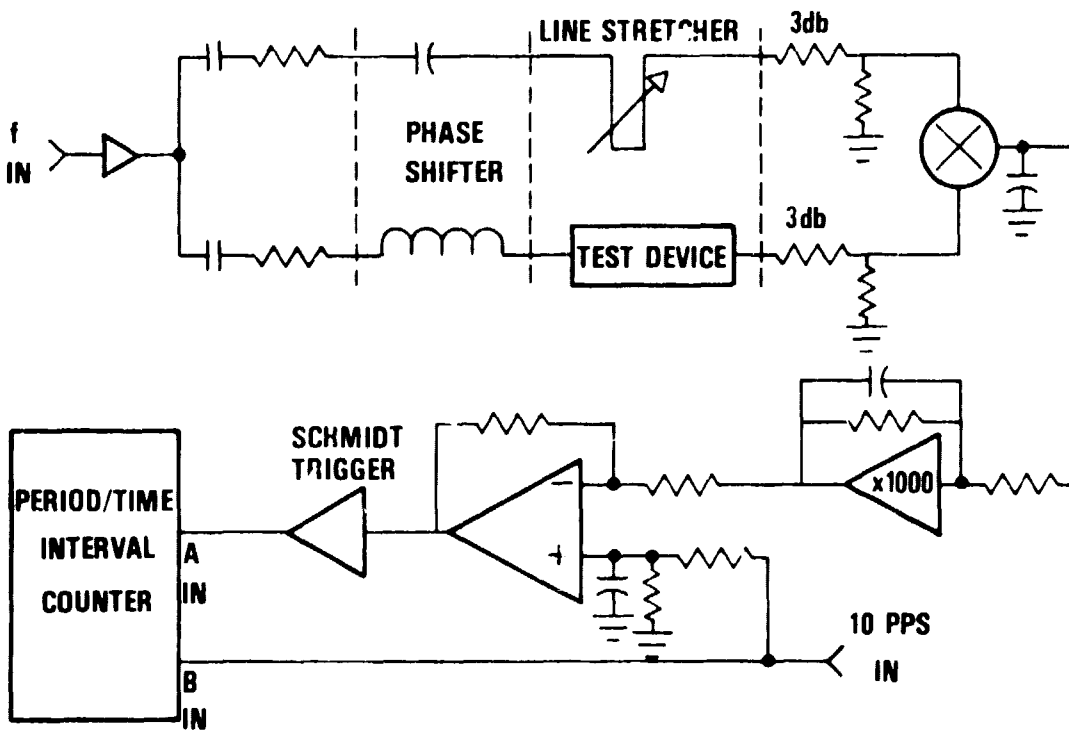 LINE STRETCHER
3db
f
IN
PHASE
SHIFTER
3db
TEST DEVICE
SCHMIDT
TRIGGER
x1000
PERIOD/TIME
INTERVAL
COUNTER
A
IN
B
IN
−
+
10 PPS
IN